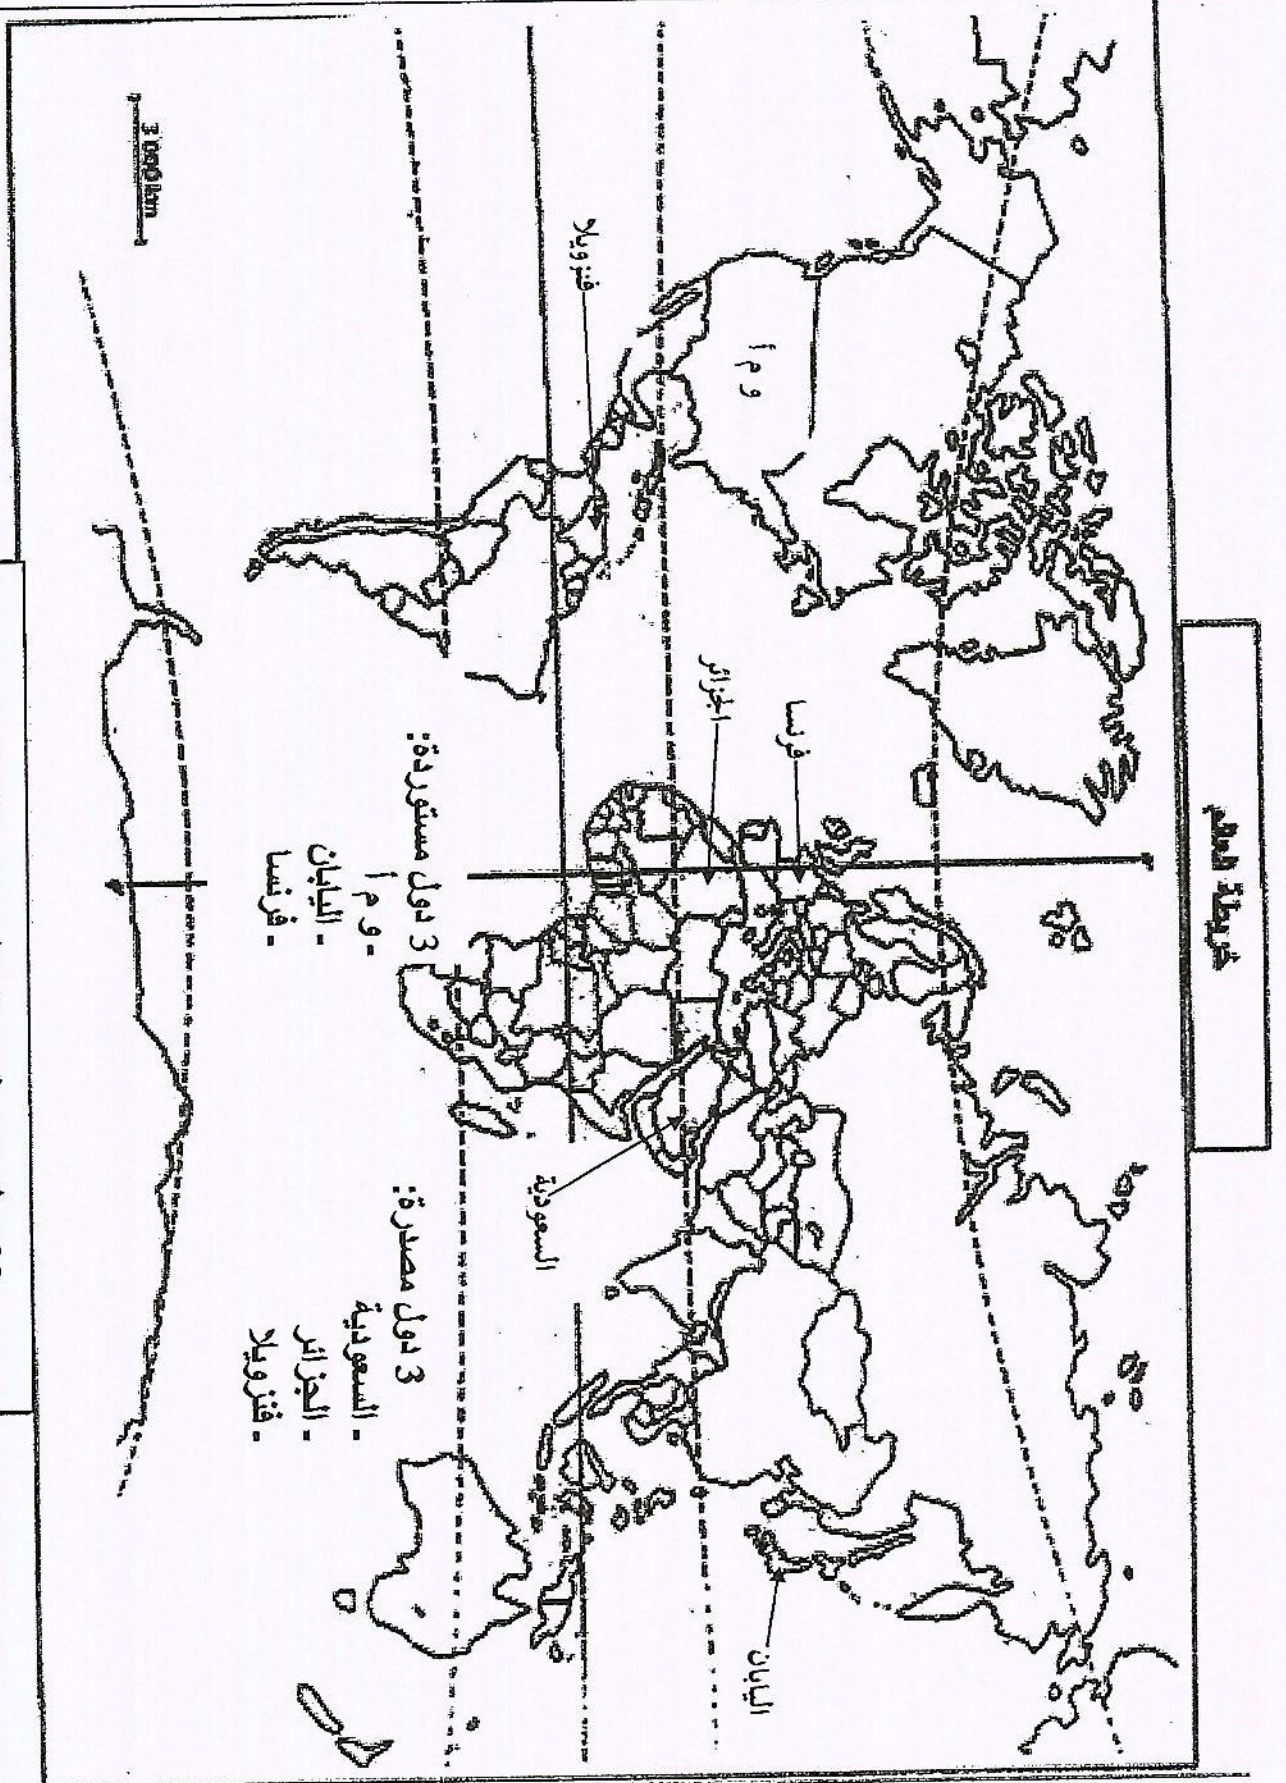 خريطة العالم
و م أ
فنزويلا
الجزائر
فرنسا
السعودية
اليابان
3 دول مستوردة:
- و م أ
- اليابان
- فرنسا
3 دول مصدرة:
- السعودية
- الجزائر
- فنزويلا
3 000 km